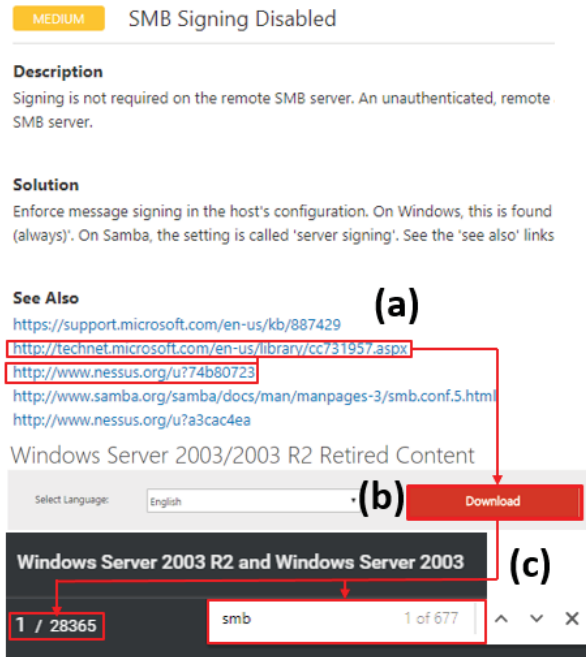 MEDIUM SMB Signing Disabled
Description
Signing is not required on the remote SMB server. An unauthenticated, remote
SMB server.
Solution
Enforce message signing in the host's configuration. On Windows, this is found
(always)'. On Samba, the setting is called 'server signing'. See the 'see also' links
See Also
(a)
https://support.microsoft.com/en-us/kb/887429
http://technet.microsoft.com/en-us/library/cc731957.aspx
http://www.nessus.org/u?74b80723
http://www.samba.org/samba/docs/man/manpages-3/smb.conf.5.html
http://www.nessus.org/u?a3cac4ea
Windows Server 2003/2003 R2 Retired Content
Select Language: English (b) Download
Windows Server 2003 R2 and Windows Server 2003 (c)
1 / 28365 smb 1 of 677